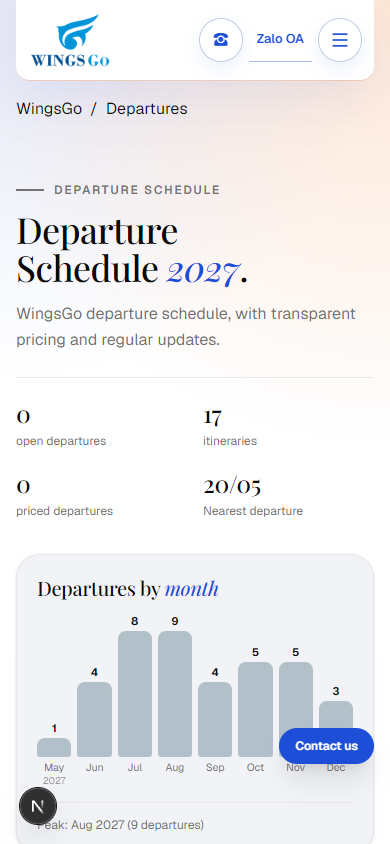 WINGS Go
Zalo OA
WingsGo / Departures
DEPARTURE SCHEDULE
Departure
Schedule 2027.
WingsGo departure schedule, with transparent
pricing and regular updates.
0
open departures
17
itineraries
0
priced departures
20/05
Nearest departure
Departures by month
1
4
8
9
4
5
5
3
May
2027
Jun
Jul
Aug
Sep
Oct
Nov
Dec
Contact us
N
Peak: Aug 2027 (9 departures)